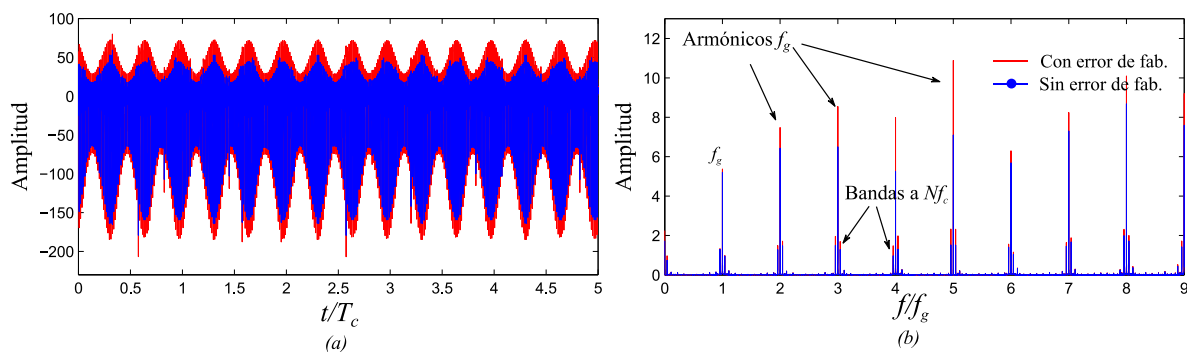 Amplitud
100
50
0
−50
−100
−150
−200
0 0.5 1 1.5 2 2.5 3 3.5 4 4.5 5
t/Tc
(a)
Amplitud
12
10
8
6
4
2
0
Armónicos fg
Con error de fab.
Sin error de fab.
fg
Bandas a Nfc
0 1 2 3 4 5 6 7 8 9
f/fg
(b)